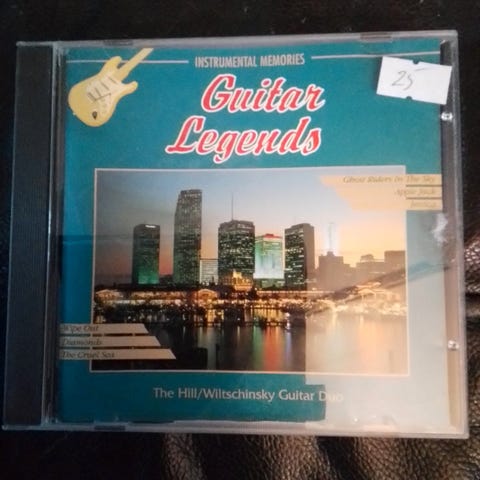 INSTRUMENTAL MEMORIES
25
Guitar
Legends
Ghost Riders In The Sky
Apple Jack
Jessica
Wipe Out
Diamonds
The Cruel Sea
The Hill/Wiltschinsky Guitar Duo